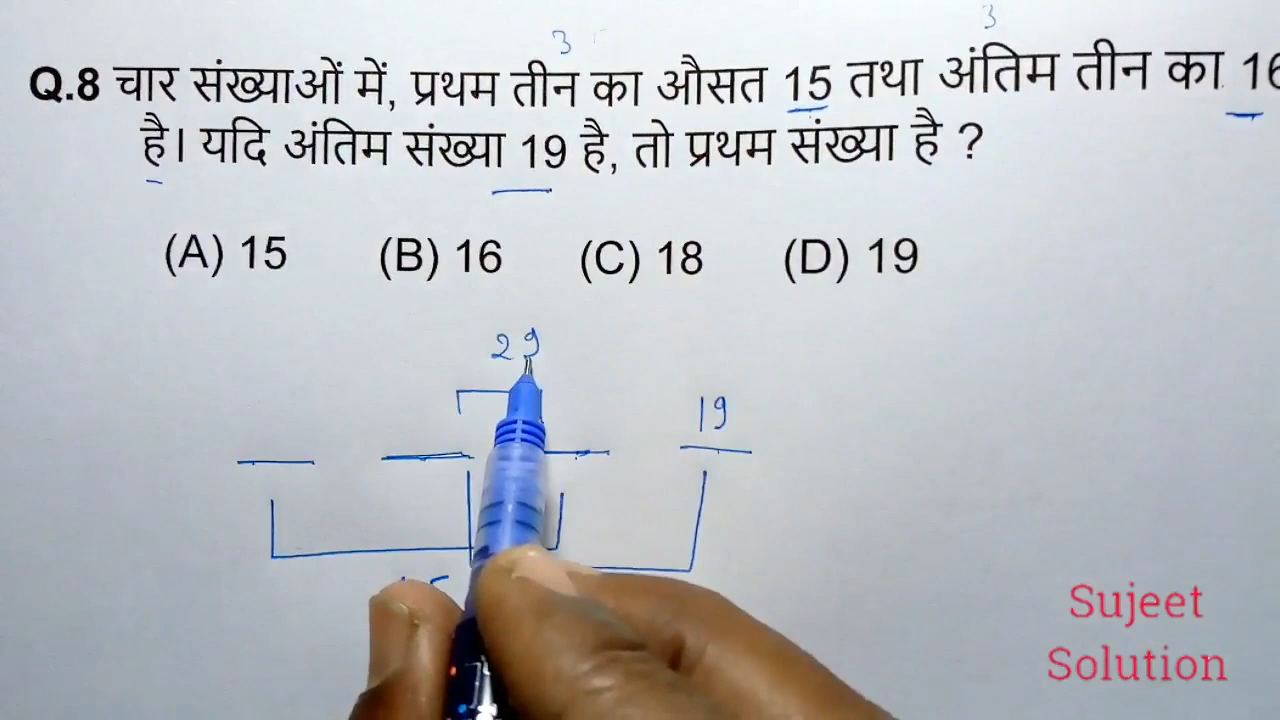 3 3
Q.8 चार संख्याओं में, प्रथम तीन का औसत 15 तथा अंतिम तीन का 16
है। यदि अंतिम संख्या 19 है, तो प्रथम संख्या है ?
(A) 15 (B) 16 (C) 18 (D) 19
29
19
Sujeet
Solution